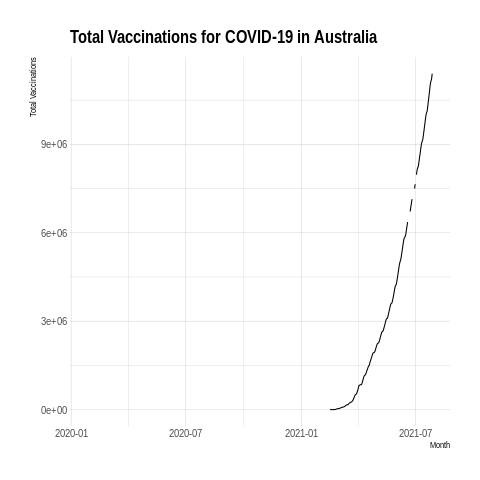 Total Vaccinations for COVID-19 in Australia
Total Vaccinations
9e+06
6e+06
3e+06
0e+00
2020-01 2020-07 2021-01 2021-07
Month